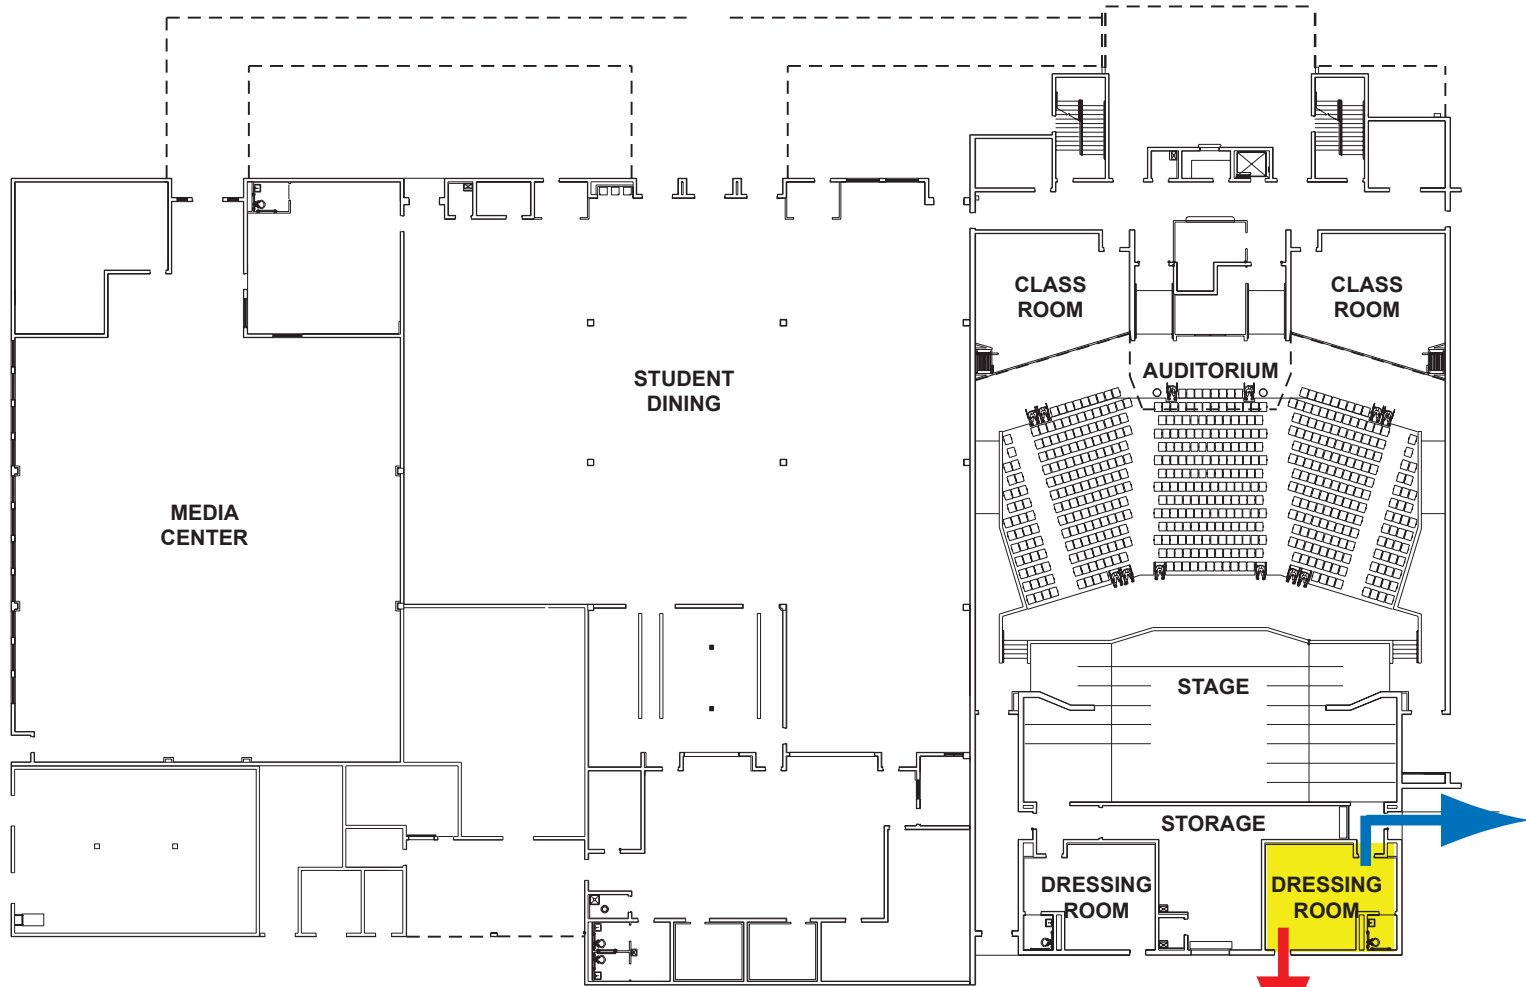 CLASS
ROOM
CLASS
ROOM
AUDITORIUM
STUDENT
DINING
MEDIA
CENTER
STAGE
STORAGE
DRESSING
ROOM
DRESSING
ROOM